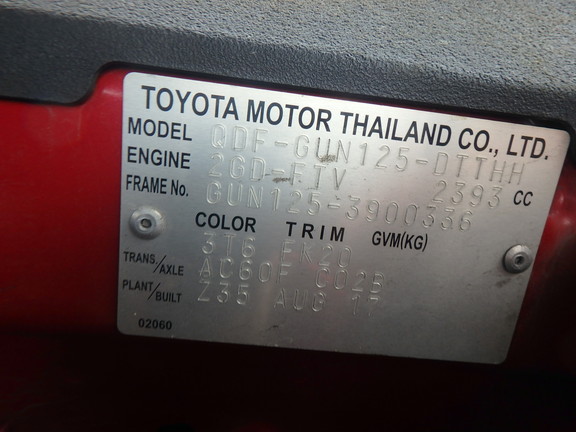 TOYOTA MOTOR THAILAND CO., LTD.
MODEL QDF-GUN125-DTTHH
ENGINE 2GD-FTV 2393 CC
FRAME No. GUN125-3900336
COLOR TRIM GVM(KG)
3T6 FK20
TRANS./AXLE AC60F C02B
PLANT/BUILT Z35 AUG 17
02060